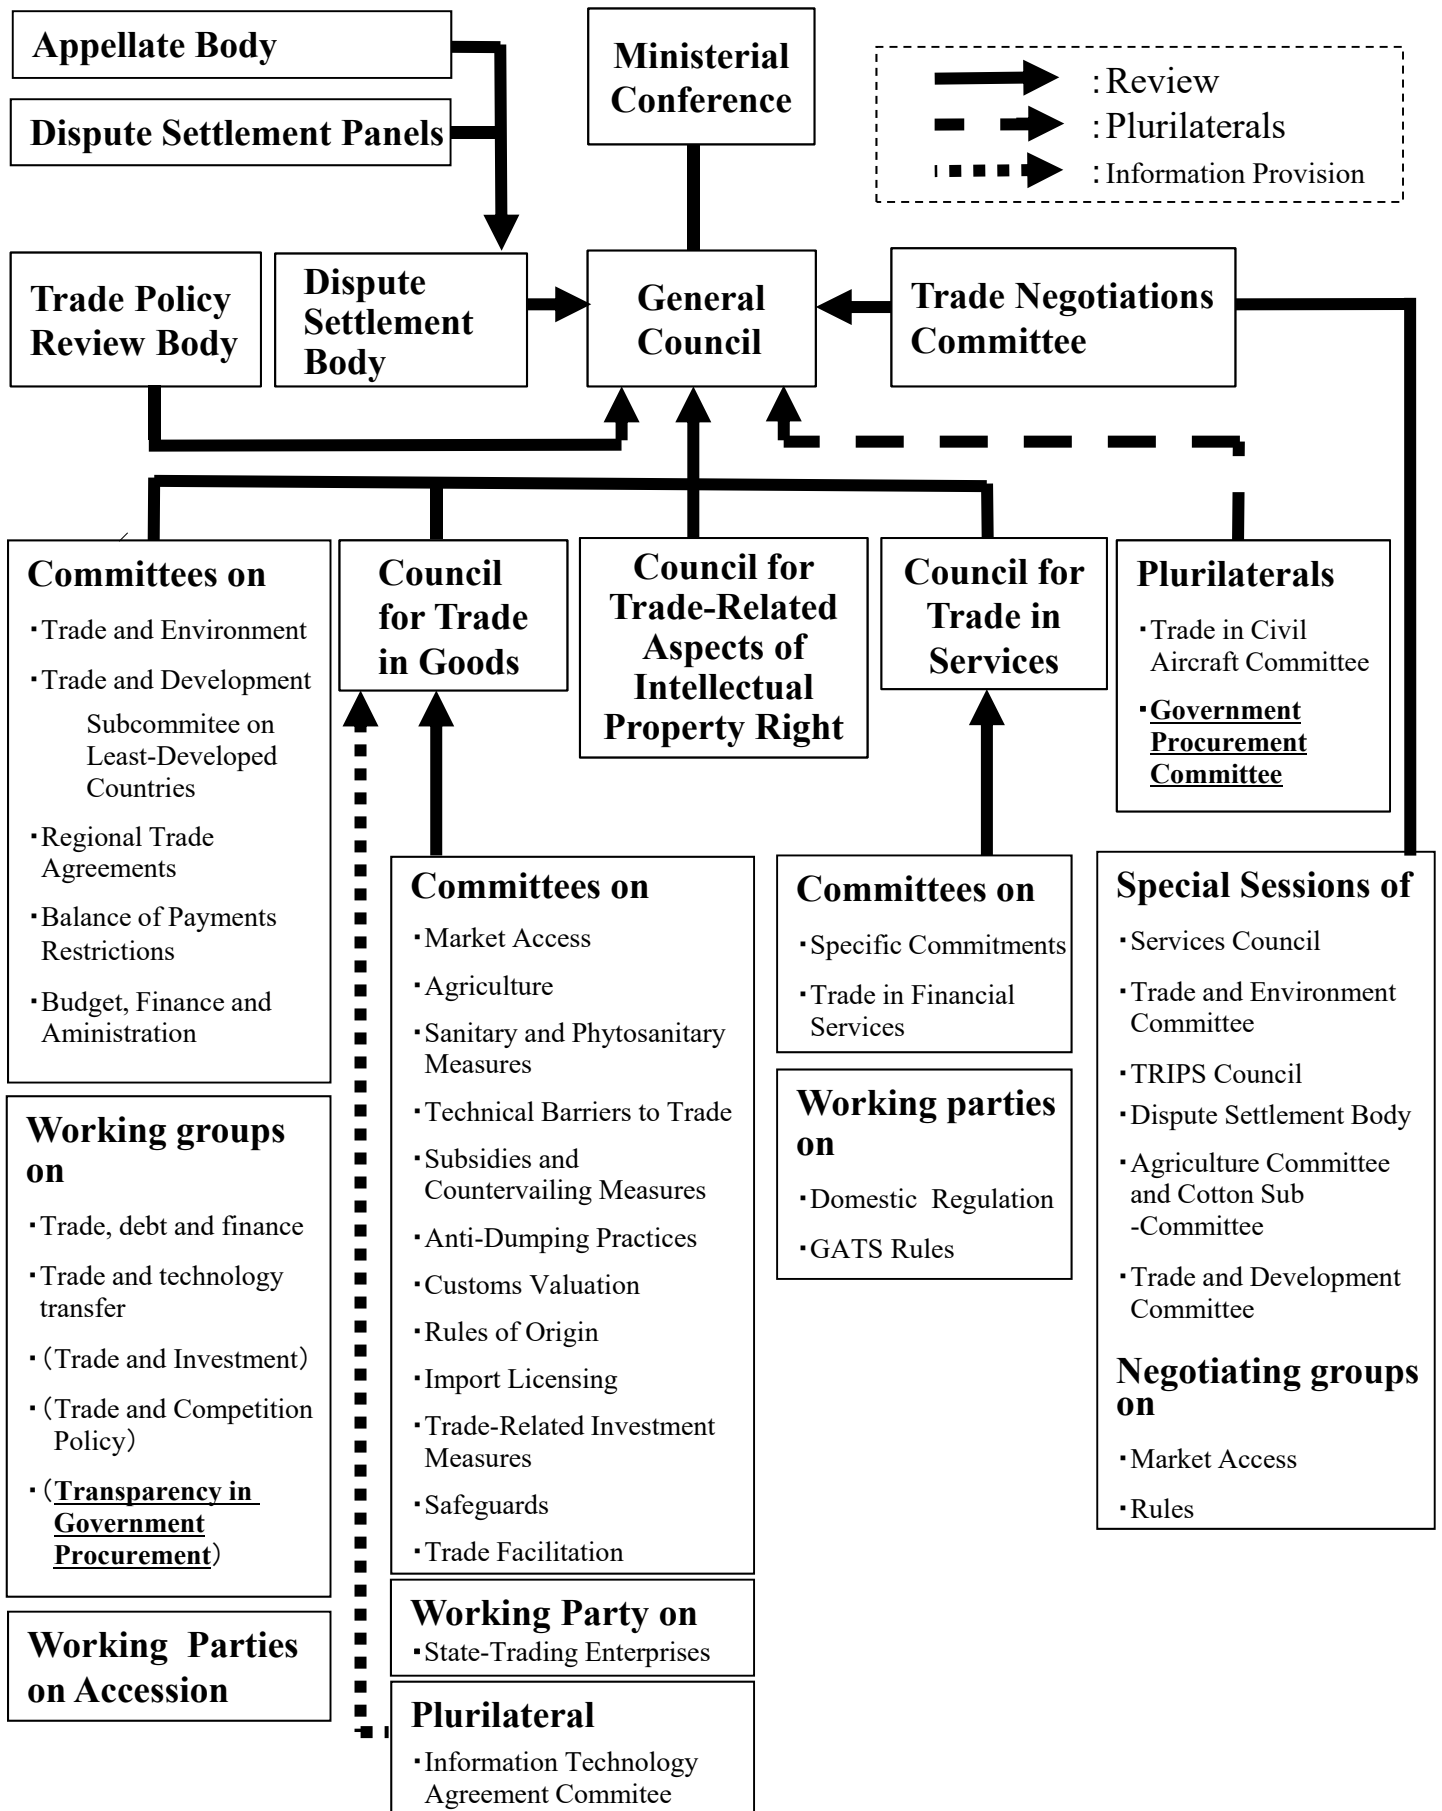 Appellate Body
Dispute Settlement Panels
Ministerial
Conference
:Review
:Plurilaterals
:Information Provision
Trade Policy
Review Body
Dispute
Settlement
Body
General
Council
Trade Negotiations
Committee
Committees on
・Trade and Environment
・Trade and Development
Subcommitee on
Least-Developed
Countries
・Regional Trade
Agreements
・Balance of Payments
Restrictions
・Budget, Finance and
Aministration
Working groups
on
・Trade, debt and finance
・Trade and technology
transfer
・(Trade and Investment)
・(Trade and Competition
Policy)
・(Transparency in
Government
Procurement)
Working Parties
on Accession
Council
for Trade
in Goods
Committees on
・Market Access
・Agriculture
・Sanitary and Phytosanitary
Measures
・Technical Barriers to Trade
・Subsidies and
Countervailing Measures
・Anti-Dumping Practices
・Customs Valuation
・Rules of Origin
・Import Licensing
・Trade-Related Investment
Measures
・Safeguards
・Trade Facilitation
Working Party on
・State-Trading Enterprises
Plurilateral
・Information Technology
Agreement Commitee
Council for
Trade-Related
Aspects of
Intellectual
Property Right
Council for
Trade in
Services
Committees on
・Specific Commitments
・Trade in Financial
Services
Working parties
on
・Domestic Regulation
・GATS Rules
Plurilaterals
・Trade in Civil
Aircraft Committee
・Government
Procurement
Committee
Special Sessions of
・Services Council
・Trade and Environment
Committee
・TRIPS Council
・Dispute Settlement Body
・Agriculture Committee
and Cotton Sub
-Committee
・Trade and Development
Committee
Negotiating groups
on
・Market Access
・Rules